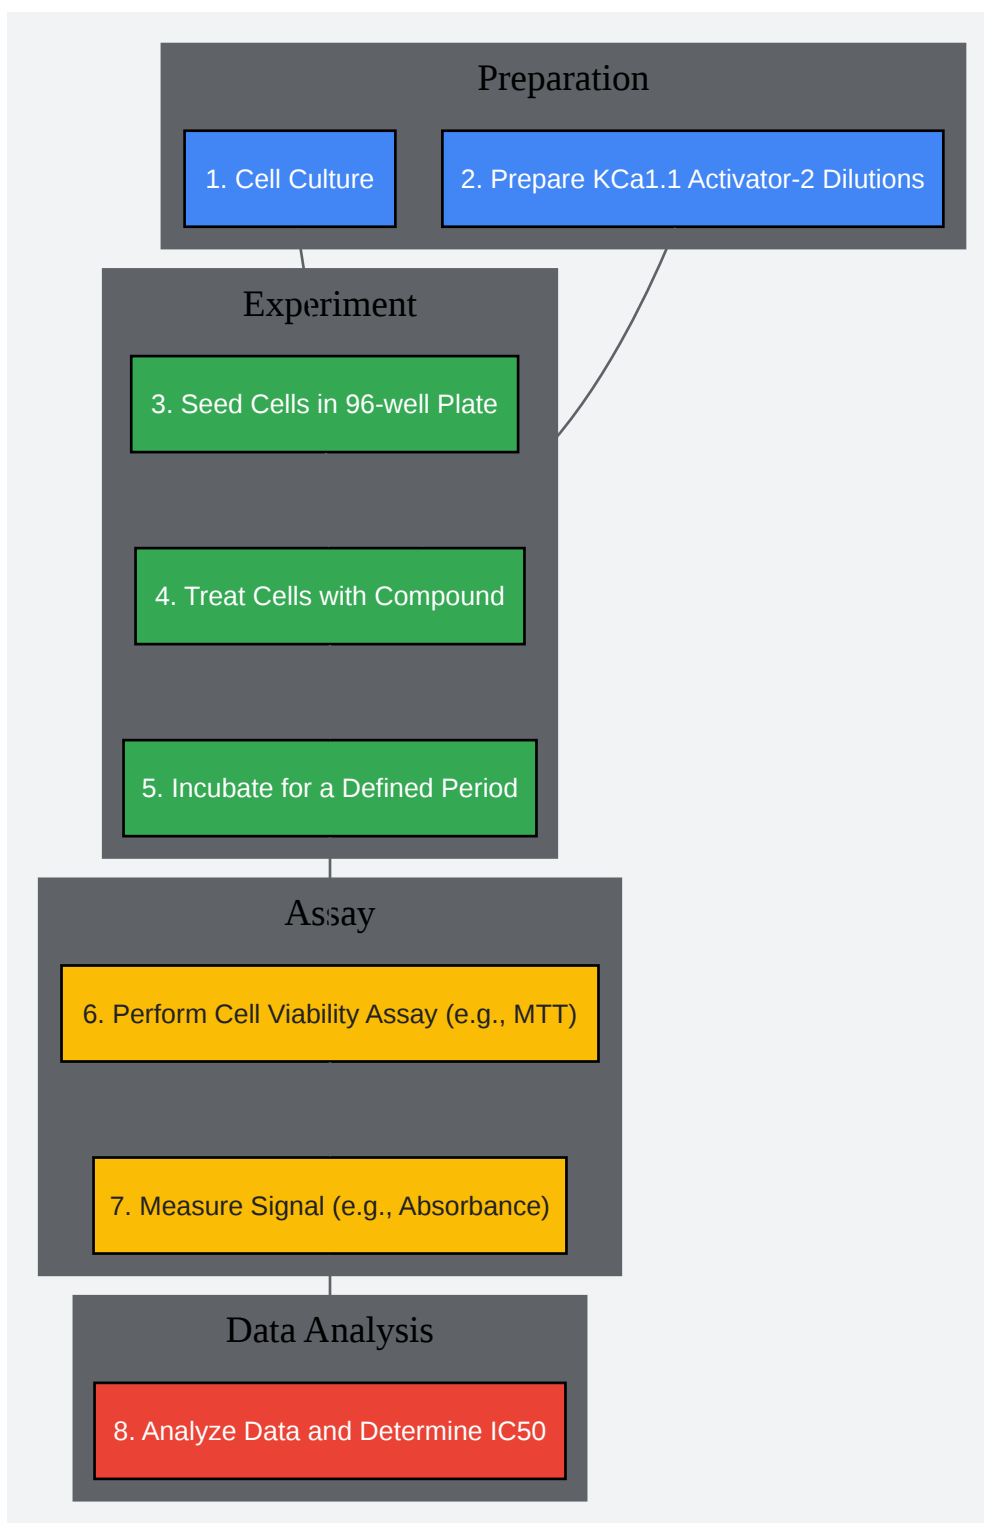 Preparation
1. Cell Culture
2. Prepare KCa1.1 Activator-2 Dilutions
Experiment
3. Seed Cells in 96-well Plate
4. Treat Cells with Compound
5. Incubate for a Defined Period
Assay
6. Perform Cell Viability Assay (e.g., MTT)
7. Measure Signal (e.g., Absorbance)
Data Analysis
8. Analyze Data and Determine IC50